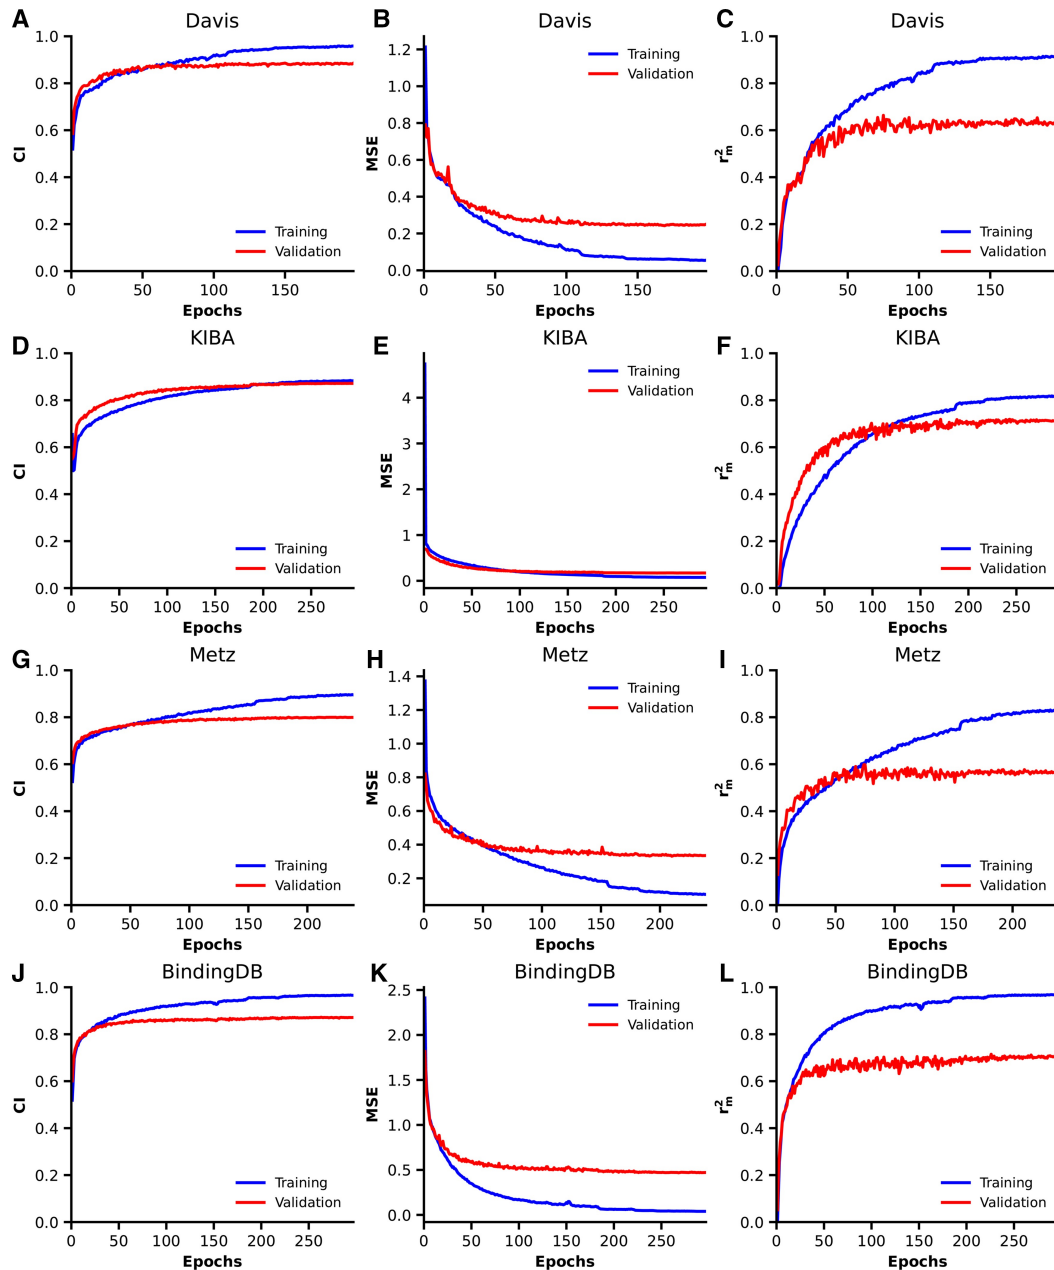 A Davis
B Davis
C Davis
1.0
0.8
0.6
0.4
0.2
0.0
CI
Training
Validation
0 50 100 150
Epochs
1.2
1.0
0.8
0.6
0.4
0.2
0.0
MSE
Training
Validation
0 50 100 150
Epochs
1.0
0.8
0.6
0.4
0.2
0.0
r²m
Training
Validation
0 50 100 150
Epochs
D KIBA
E KIBA
F KIBA
1.0
0.8
0.6
0.4
0.2
0.0
CI
Training
Validation
0 50 100 150 200 250
Epochs
4
3
2
1
0
MSE
Training
Validation
0 50 100 150 200 250
Epochs
1.0
0.8
0.6
0.4
0.2
0.0
r²m
Training
Validation
0 50 100 150 200 250
Epochs
G Metz
H Metz
I Metz
1.0
0.8
0.6
0.4
0.2
0.0
CI
Training
Validation
0 50 100 150 200
Epochs
1.4
1.2
1.0
0.8
0.6
0.4
0.2
MSE
Training
Validation
0 50 100 150 200
Epochs
1.0
0.8
0.6
0.4
0.2
0.0
r²m
Training
Validation
0 50 100 150 200
Epochs
J BindingDB
K BindingDB
L BindingDB
1.0
0.8
0.6
0.4
0.2
0.0
CI
Training
Validation
0 50 100 150 200 250
Epochs
2.5
2.0
1.5
1.0
0.5
0.0
MSE
Training
Validation
0 50 100 150 200 250
Epochs
1.0
0.8
0.6
0.4
0.2
0.0
r²m
Training
Validation
0 50 100 150 200 250
Epochs